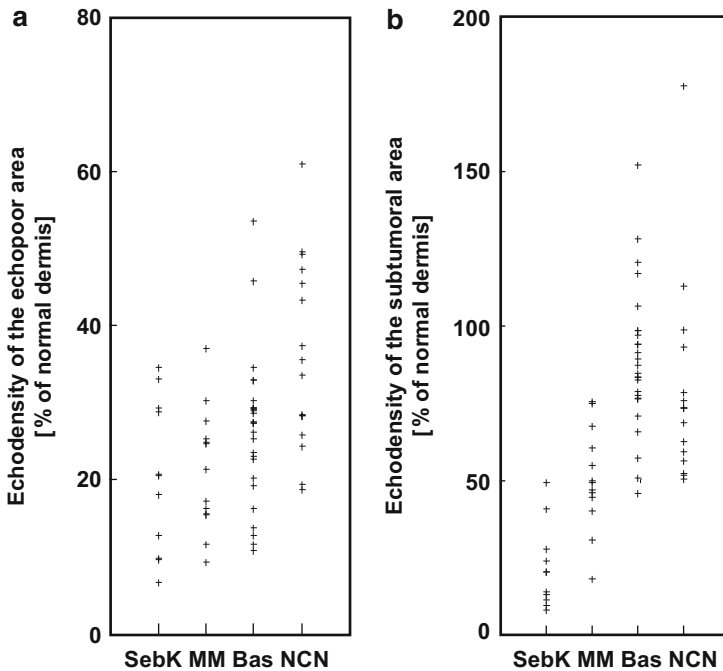 a
80
60
40
20
0
Echodensity of the echopoor area
[% of normal dermis]
SebK MM Bas NCN
b
200
150
100
50
0
Echodensity of the subtumoral area
[% of normal dermis]
SebK MM Bas NCN